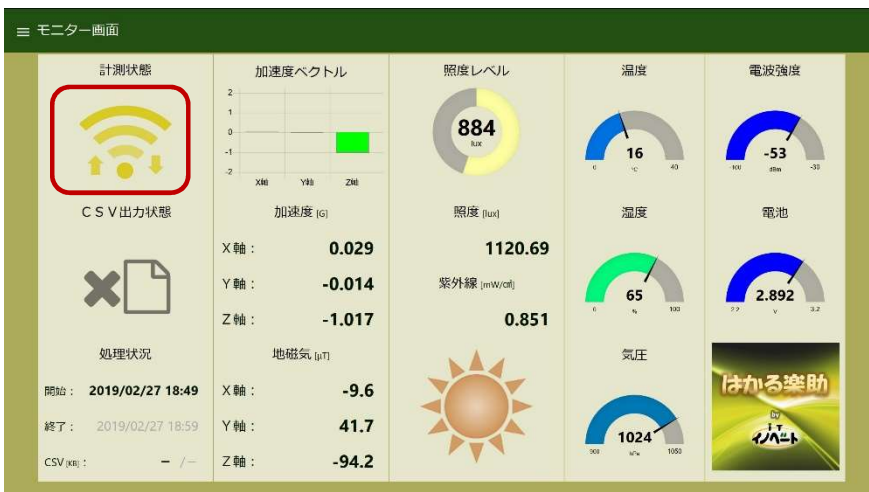 ≡ モニター画面
計測状態
CSV出力状態
処理状況
開始： 2019/02/27 18:49
終了： 2019/02/27 18:59
CSV [KB]： － /－
加速度ベクトル
2
1
0
-1
-2
X軸 Y軸 Z軸
加速度 [G]
X軸： 0.029
Y軸： -0.014
Z軸： -1.017
地磁気 [μT]
X軸： -9.6
Y軸： 41.7
Z軸： -94.2
照度レベル
884
lux
照度 [lux]
1120.69
紫外線 [mW/c㎡]
0.851
温度
16
0 °C 40
湿度
65
0 % 100
気圧
1024
900 hPa 1050
電波強度
-53
-100 dBm -30
電池
2.892
2.2 V 3.2
はかる楽助
by
IT
イノベート